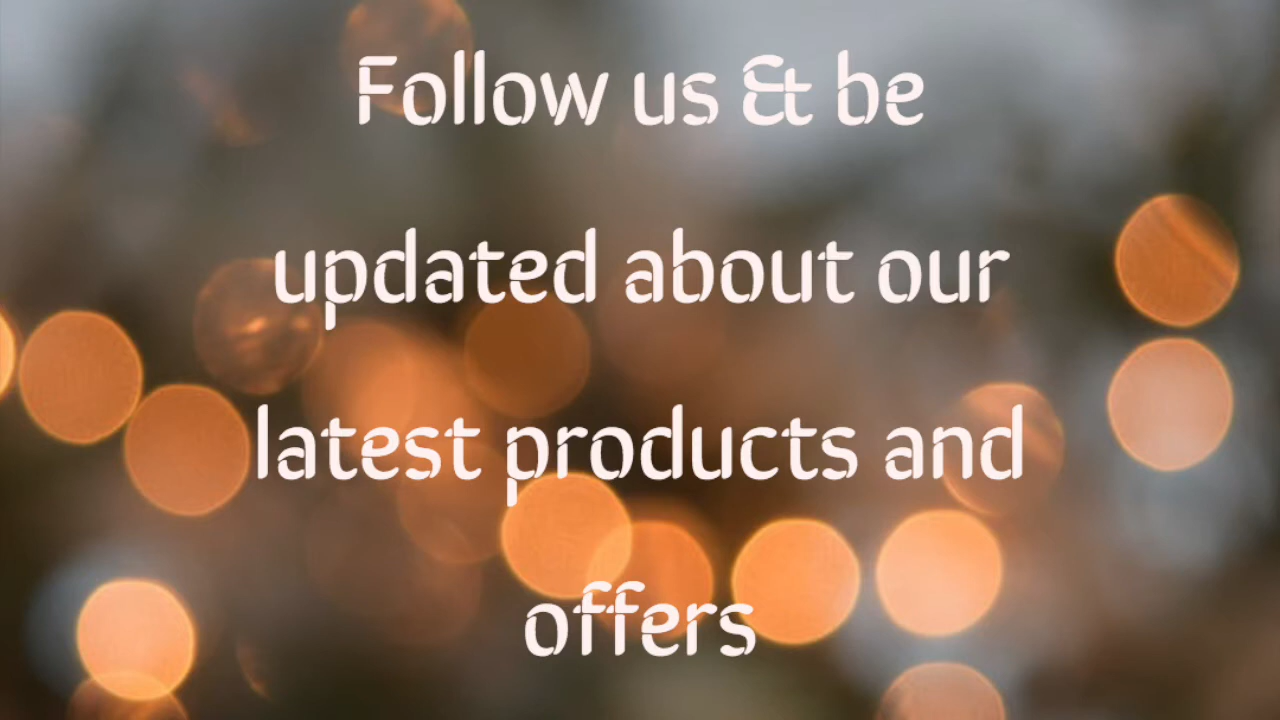 Follow us & be
updated about our
latest products and
offers